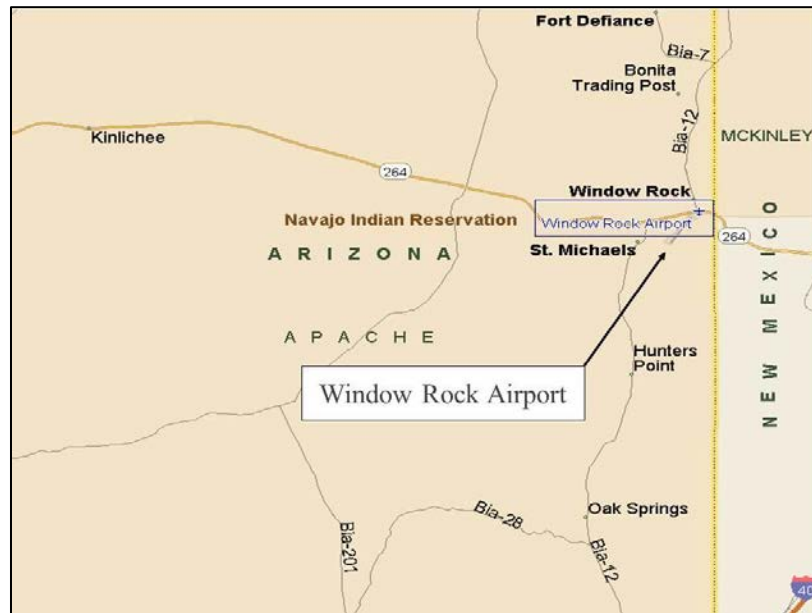 Fort Defiance
Bia-7
Bonita
Trading Post
Bia-12
Kinlichee
MCKINLEY
264
Window Rock
Navajo Indian Reservation
Window Rock Airport
264
St. Michaels
ARIZONA
NEW MEXICO
APACHE
Hunters
Point
Window Rock Airport
Bia-28
Oak Springs
Bia-201
Bia-12
40